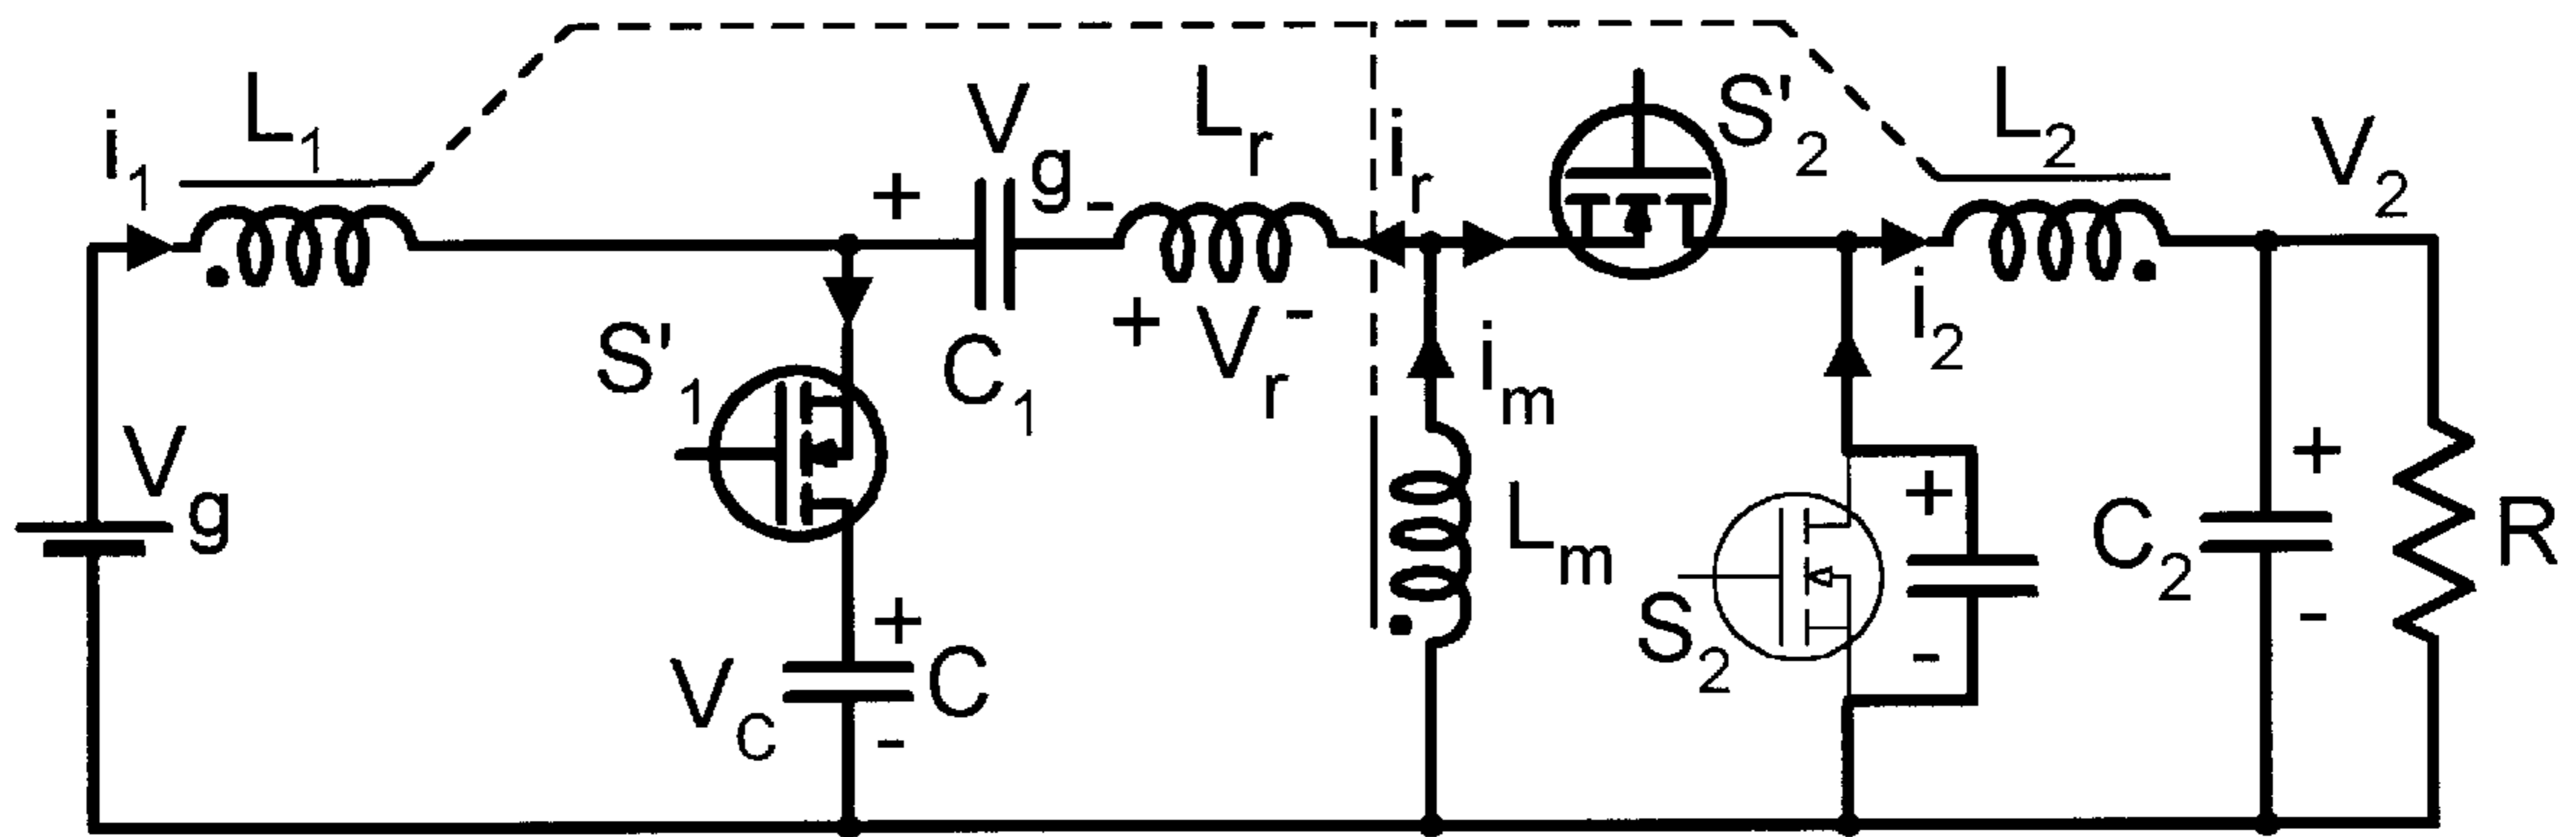 i1
L1
Vg
S'1
Vc
+
C
-
+
Vg
-
C1
Lr
+
Vr
-
ir
im
Lm
S'2
S2
+
-
i2
L2
V2
C2
+
-
R